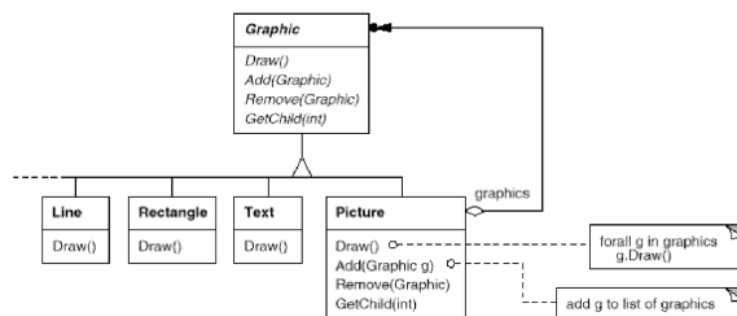 Graphic
Draw()
Add(Graphic)
Remove(Graphic)
GetChild(int)
graphics
Line
Draw()
Rectangle
Draw()
Text
Draw()
Picture
Draw()
Add(Graphic g)
Remove(Graphic)
GetChild(int)
forall g in graphics
g.Draw()
add g to list of graphics